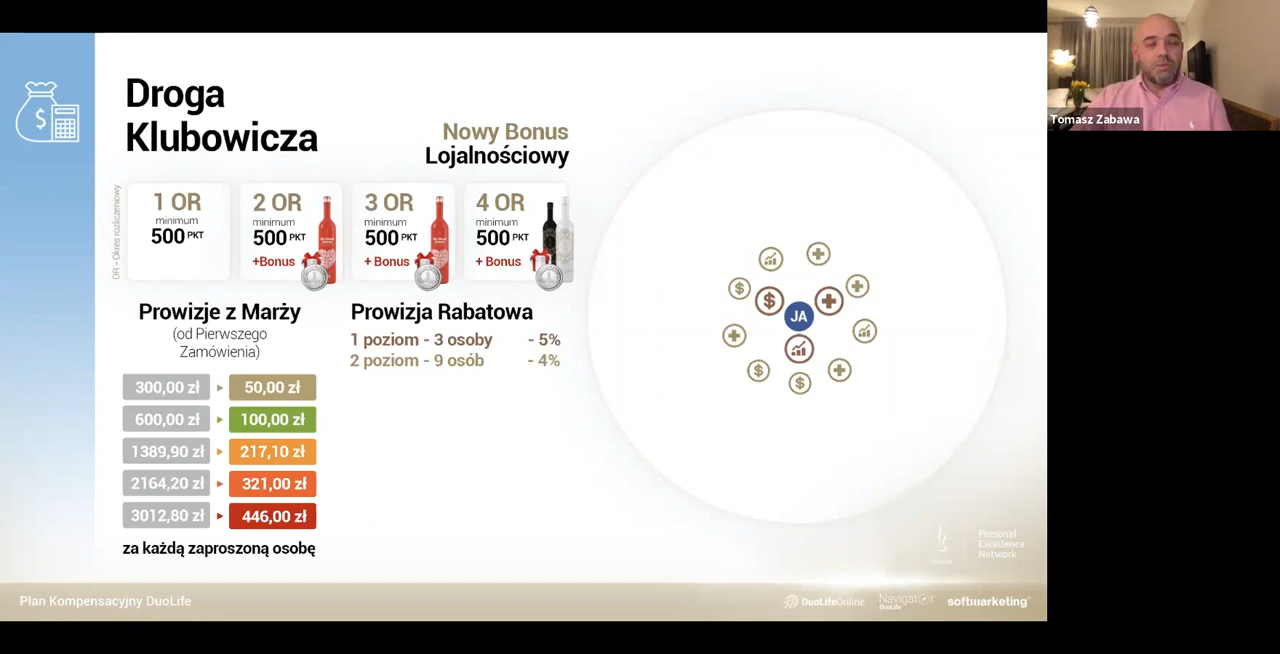 Droga
Klubowicza
Nowy Bonus
Lojalnościowy
OR - Okres rozliczeniowy
1 OR
minimum
500 PKT
2 OR
minimum
500 PKT
+Bonus
3 OR
minimum
500 PKT
+ Bonus
4 OR
minimum
500 PKT
+ Bonus
Prowizje z Marży
(od Pierwszego
Zamówienia)
300,00 zł 50,00 zł
600,00 zł 100,00 zł
1389,90 zł 217,10 zł
2164,20 zł 321,00 zł
3012,80 zł 446,00 zł
za każdą zaproszoną osobę
Prowizja Rabatowa
1 poziom - 3 osoby - 5%
2 poziom - 9 osób - 4%
JA
Personal
Excellence
Network
Plan Kompensacyjny DuoLife
DuoLifeOnline
Navigator
DuoLife
softmarketing
Tomasz Zabawa